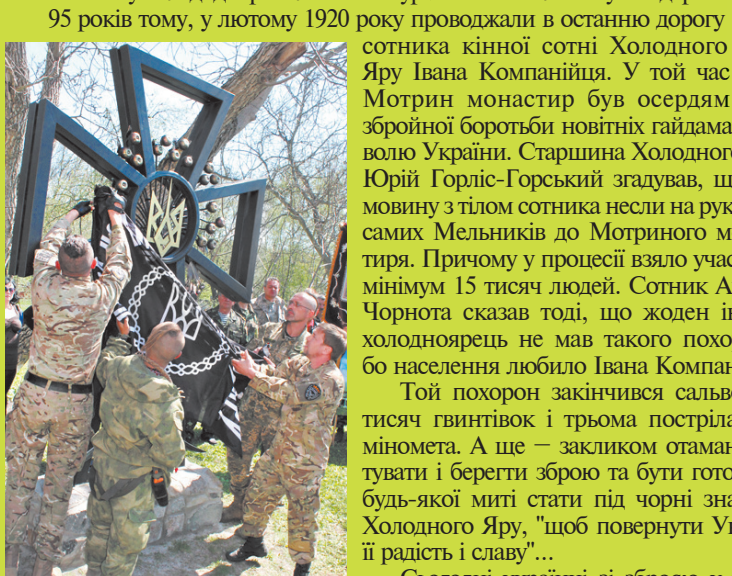 95 років тому, у лютому 1920 року проводжали в останню дорогу
сотника кінної сотні Холодного
Яру Івана Компанійця. У той час
Мотрин монастир був осердям
збройної боротьби новітніх гайдама
волю України. Старшина Холодного
Юрій Горліс-Горський згадував, щ
мовину з тілом сотника несли на рук
самих Мельників до Мотриного м
тиря. Причому у процесії взяло учас
мінімум 15 тисяч людей. Сотник А
Чорнота сказав тоді, що жоден ін
холодноярець не мав такого похо
бо населення любило Івана Компан
Той похорон закінчився сальв
тисяч гвинтівок і трьома постріла
міномета. А ще – закликом отаман
тувати і берегти зброю та бути гото
будь-якої миті стати під чорні зна
Холодного Яру, "щоб повернути Ук
її радість і славу"...